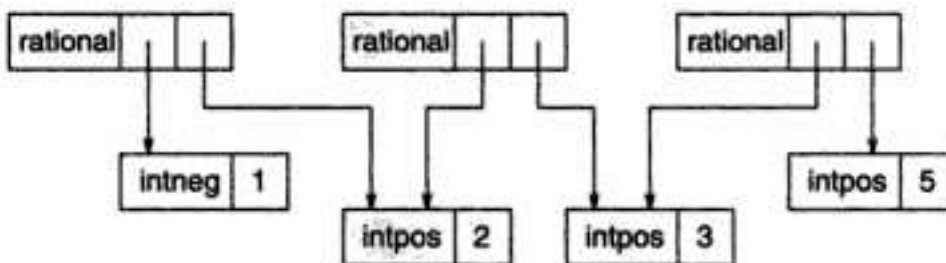 rational rational rational
intneg 1 intpos 5
intpos 2 intpos 3